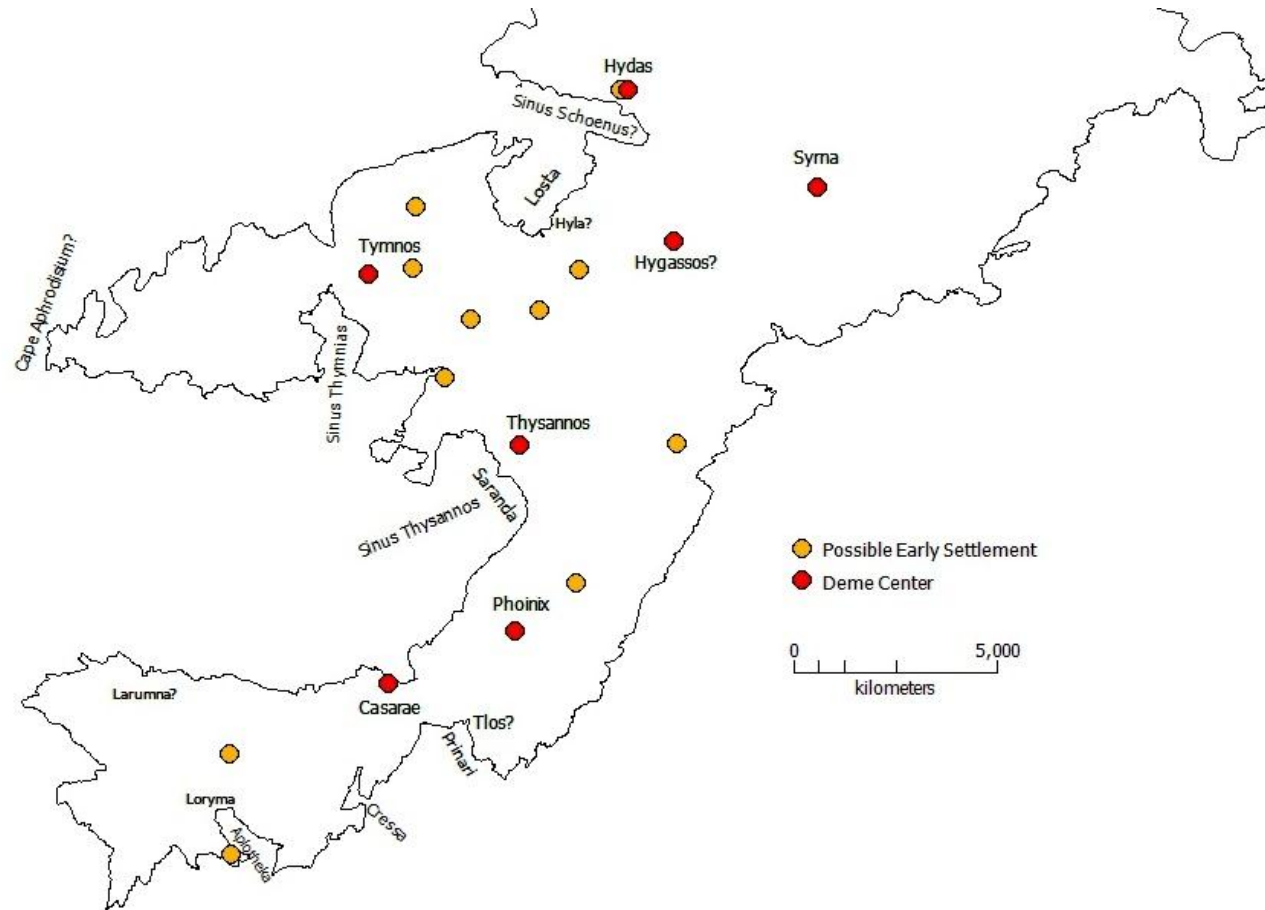 Hydas
Sinus Schoenus?
Syrna
Losta
Hyla?
Tymnos
Hygassos?
Cape Aphrodisium?
Sinus Thymnias
Thysannos
Saranda
Sinus Thysannos
Possible Early Settlement
Deme Center
Phoinix
0 5,000
kilometers
Larumna?
Casarae
Tlos?
Prinari
Loryma
Cressa
Aplotheka